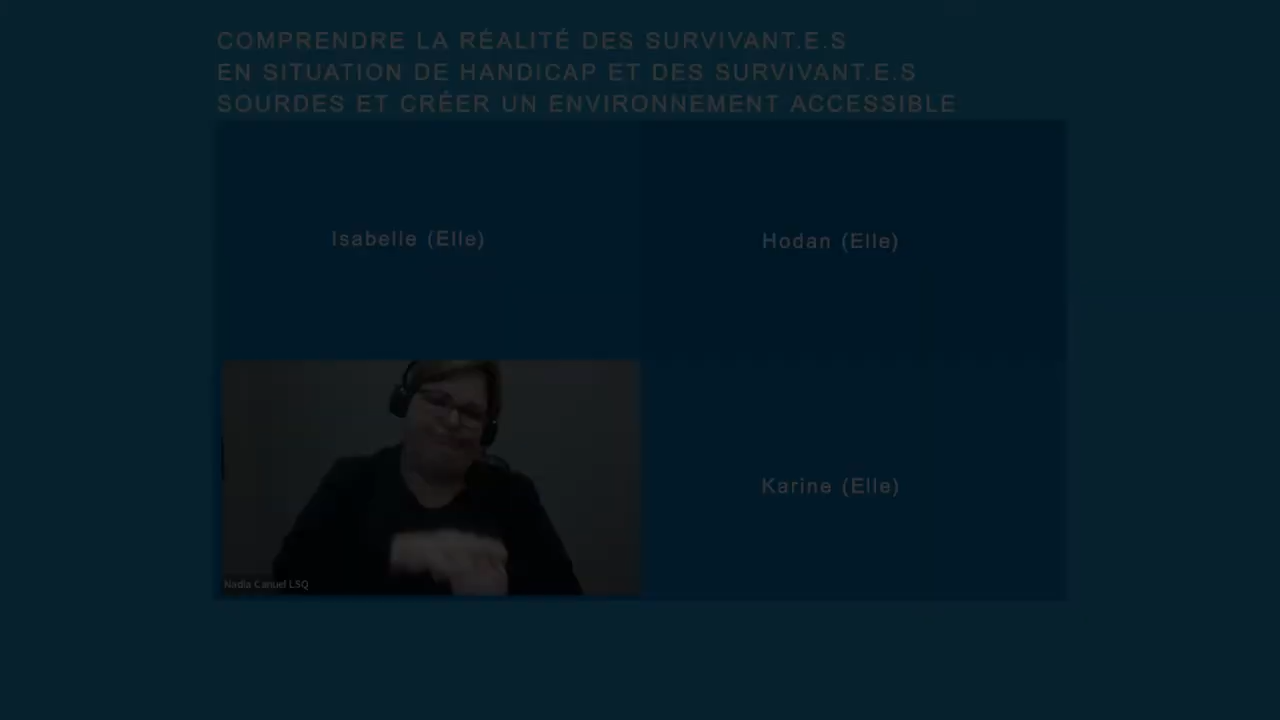 COMPRENDRE LA RÉALITÉ DES SURVIVANT.E.S
EN SITUATION DE HANDICAP ET DES SURVIVANT.E.S
SOURDES ET CRÉER UN ENVIRONNEMENT ACCESSIBLE
Isabelle (Elle)
Hodan (Elle)
Karine (Elle)
Nadia Canuel LSQ